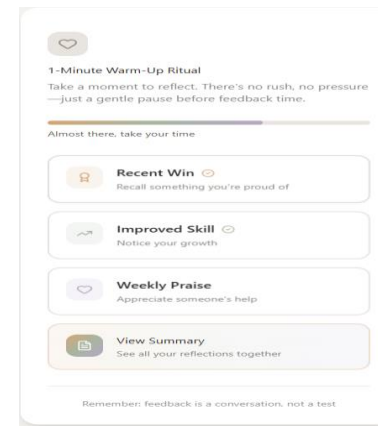 1-Minute Warm-Up Ritual
Take a moment to reflect. There's no rush, no pressure
—just a gentle pause before feedback time.
Almost there, take your time
Recent Win
Recall something you're proud of
Improved Skill
Notice your growth
Weekly Praise
Appreciate someone's help
View Summary
See all your reflections together
Remember: feedback is a conversation, not a test